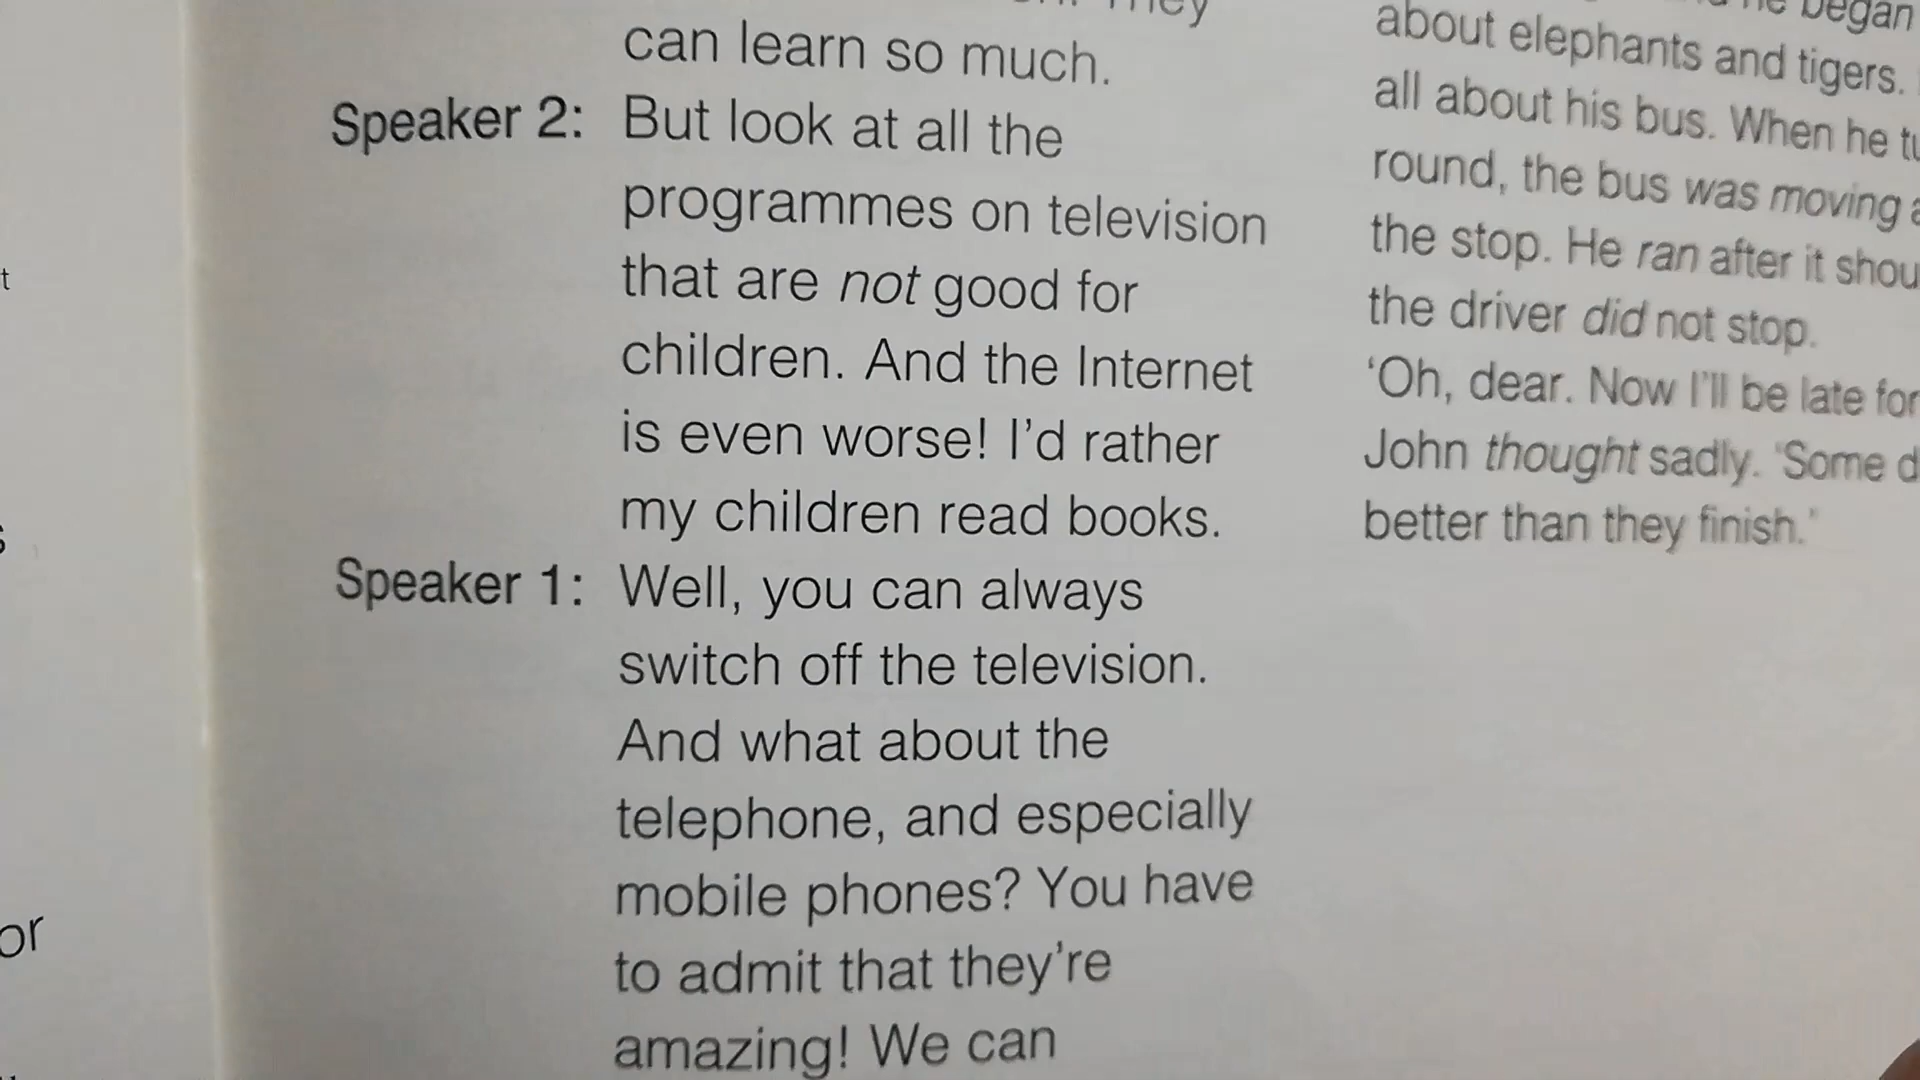 can learn so much.
Speaker 2: But look at all the
programmes on television
that are not good for
children. And the Internet
is even worse! I'd rather
my children read books.
Speaker 1: Well, you can always
switch off the television.
And what about the
telephone, and especially
mobile phones? You have
to admit that they're
amazing! We can
he began
about elephants and tigers.
all about his bus. When he
round, the bus was moving
the stop. He ran after it
the driver did not stop.
'Oh, dear. Now I'll be late for
John thought sadly. 'Some
better than they finish.'